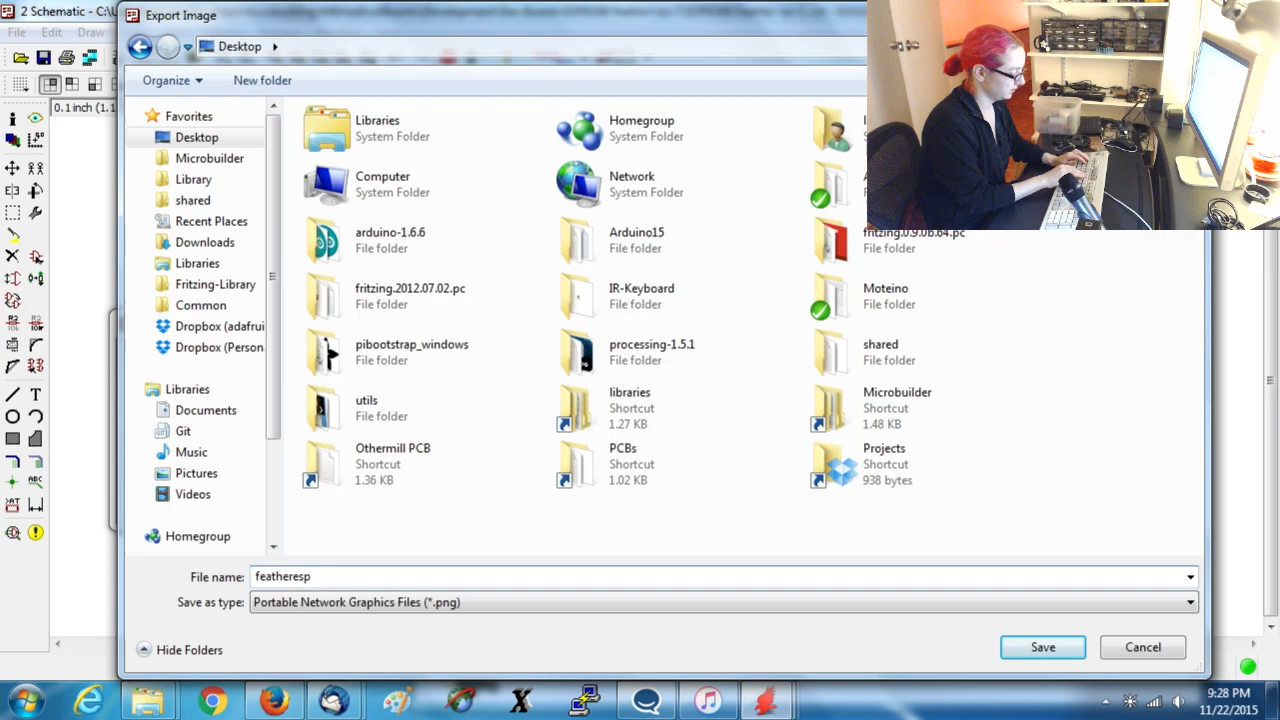 2 Schematic - C:\U
Export Image
File Edit Draw
Desktop
Organize
New folder
0.1 inch (1.1
Favorites
Desktop
Microbuilder
Library
shared
Recent Places
Downloads
Libraries
Fritzing-Library
Common
Dropbox (adafrui
Dropbox (Person
Libraries
Documents
Git
Music
Pictures
Videos
Homegroup
Libraries
System Folder
Homegroup
System Folder
Computer
System Folder
Network
System Folder
arduino-1.6.6
File folder
Arduino15
File folder
fritzing.0.9.0b.64.pc
File folder
fritzing.2012.07.02.pc
File folder
IR-Keyboard
File folder
Moteino
File folder
pibootstrap_windows
File folder
processing-1.5.1
File folder
shared
File folder
utils
File folder
libraries
Shortcut
1.27 KB
Microbuilder
Shortcut
1.48 KB
Othermill PCB
Shortcut
1.36 KB
PCBs
Shortcut
1.02 KB
Projects
Shortcut
938 bytes
File name: featheresp
Save as type: Portable Network Graphics Files (*.png)
Hide Folders
Save
Cancel
9:28 PM
11/22/2015